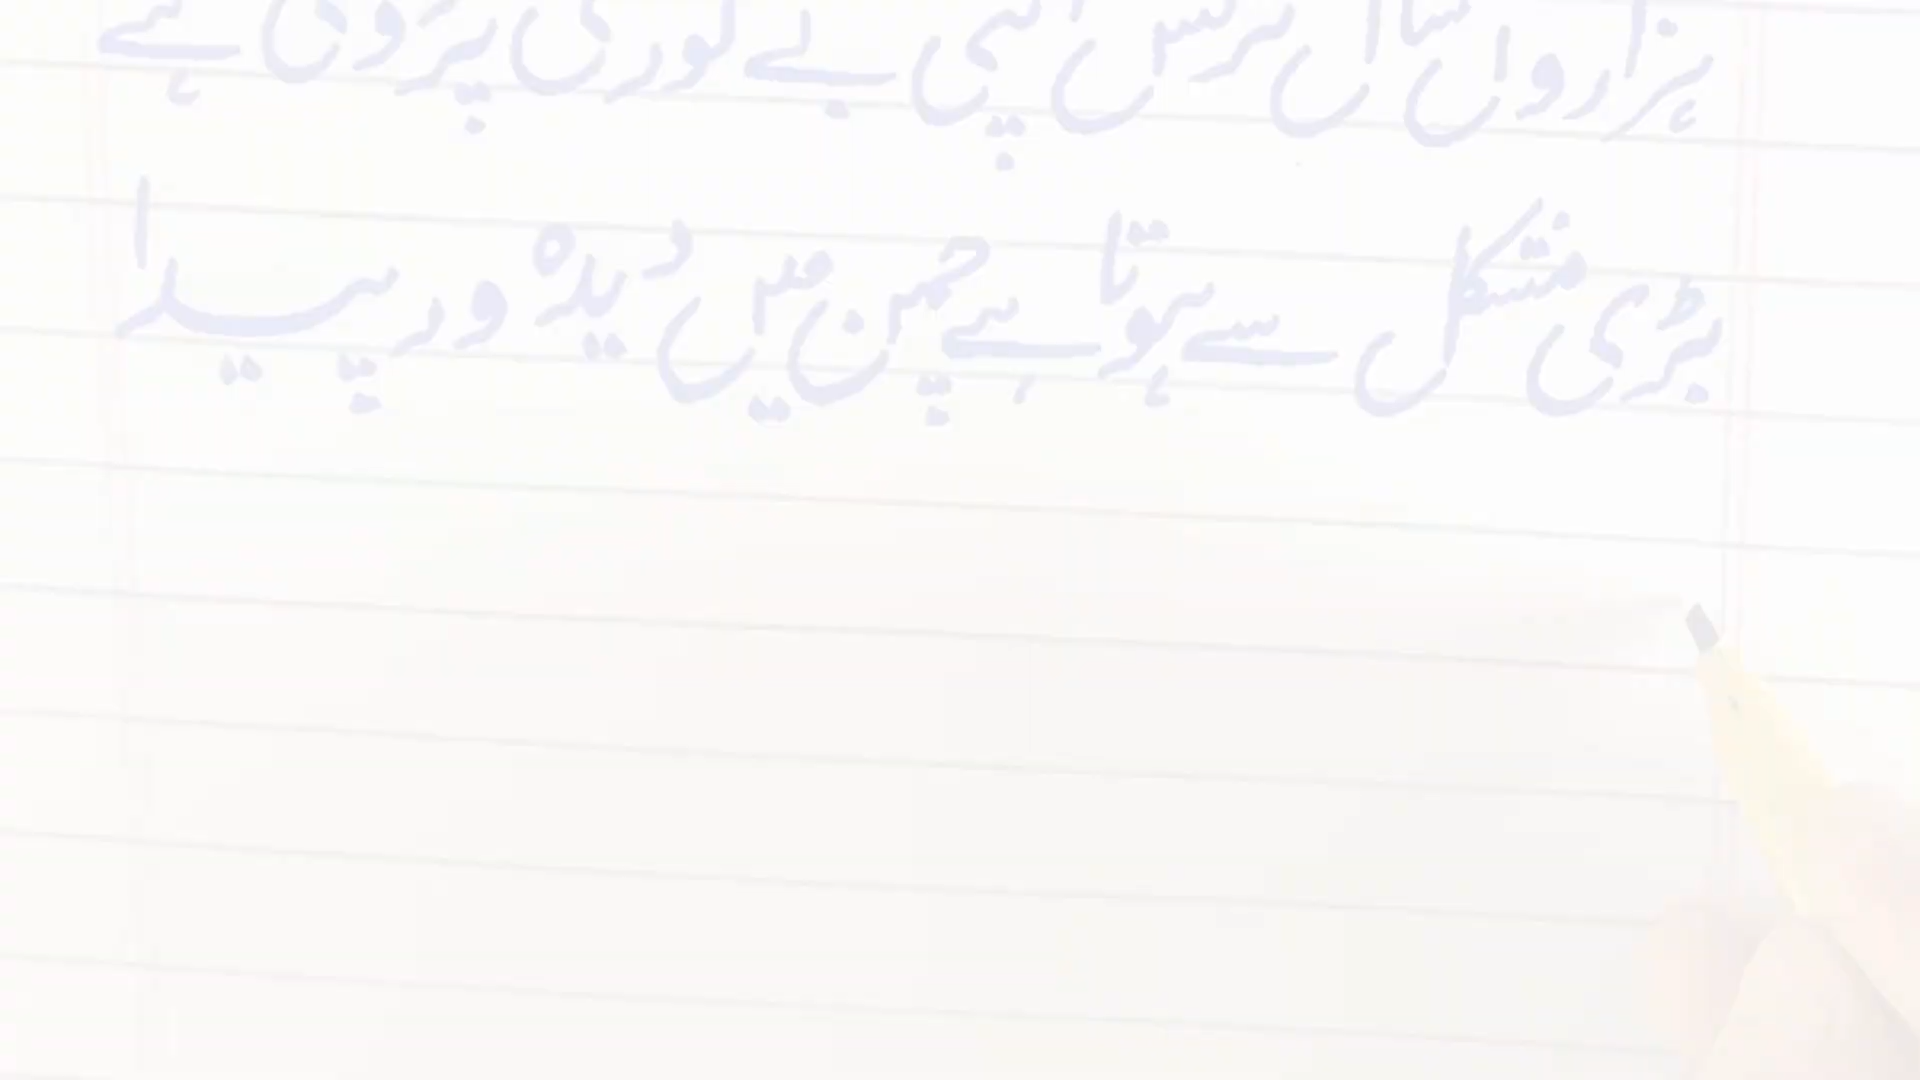 ہزاروں سال نرگس اپنی بے نوری پہ روتی ہے
بڑی مشکل سے ہوتا ہے چمن میں دیدہ ور پیدا